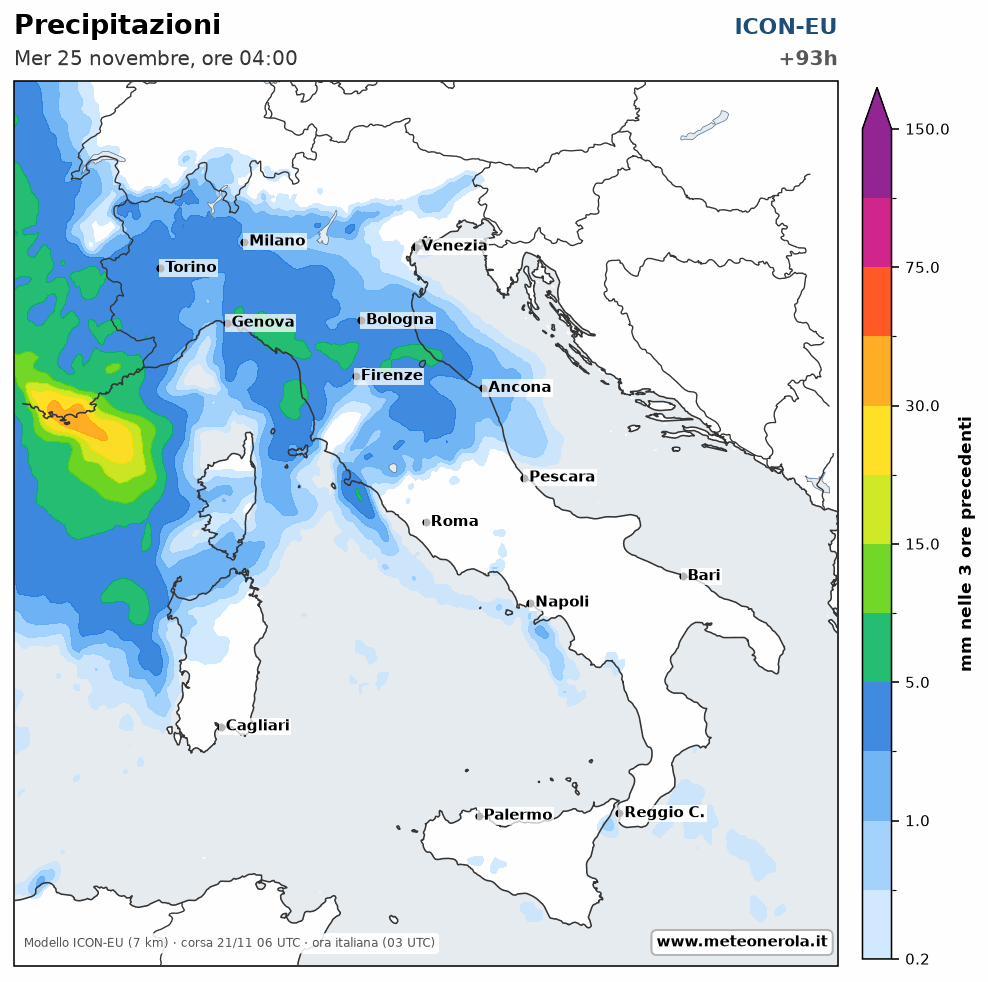 Precipitazioni
ICON-EU
Mer 25 novembre, ore 04:00
+93h
150.0
75.0
30.0
15.0
5.0
1.0
0.2
mm nelle 3 ore precedenti
Milano
Venezia
Torino
Genova
Bologna
Firenze
Ancona
Pescara
Roma
Bari
Napoli
Cagliari
Palermo
Reggio C.
Modello ICON-EU (7 km) · corsa 21/11 06 UTC · ora italiana (03 UTC)
www.meteonerola.it